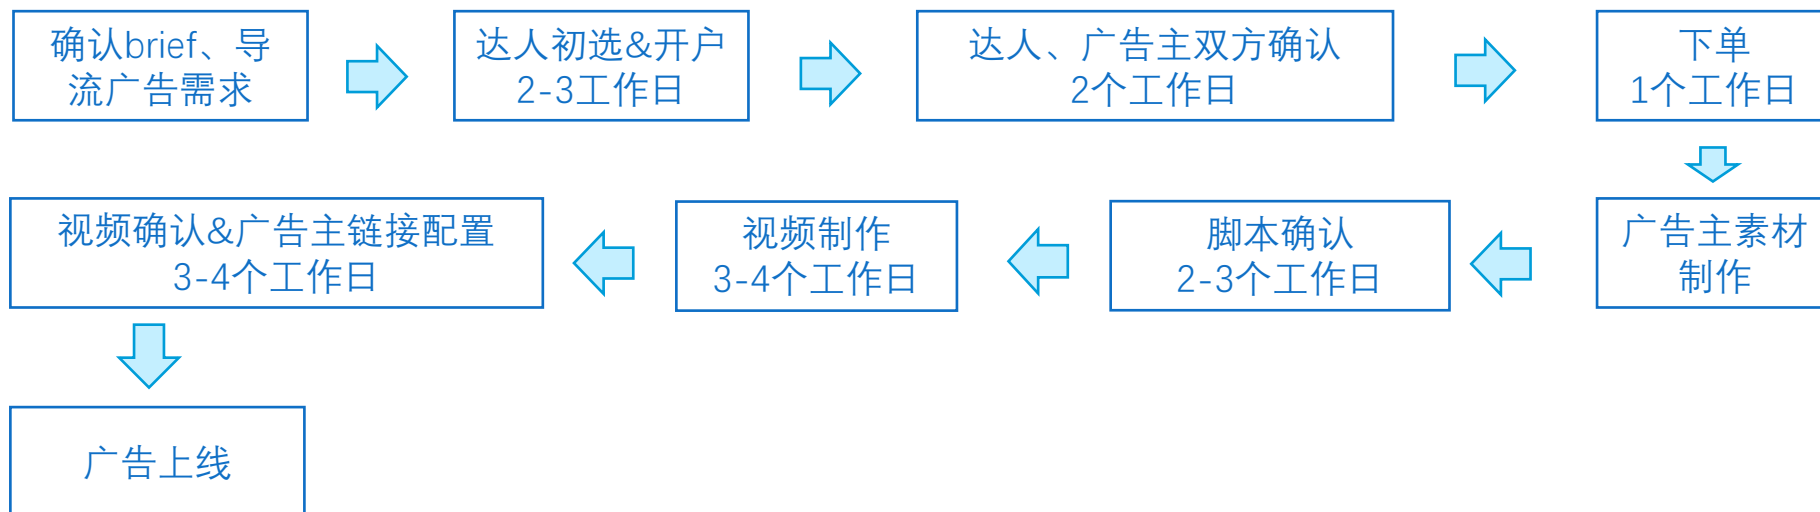 确认brief、导
流广告需求
达人初选&开户
2-3工作日
达人、广告主双方确认
2个工作日
下单
1个工作日
广告主素材
制作
脚本确认
2-3个工作日
视频制作
3-4个工作日
视频确认&广告主链接配置
3-4个工作日
广告上线